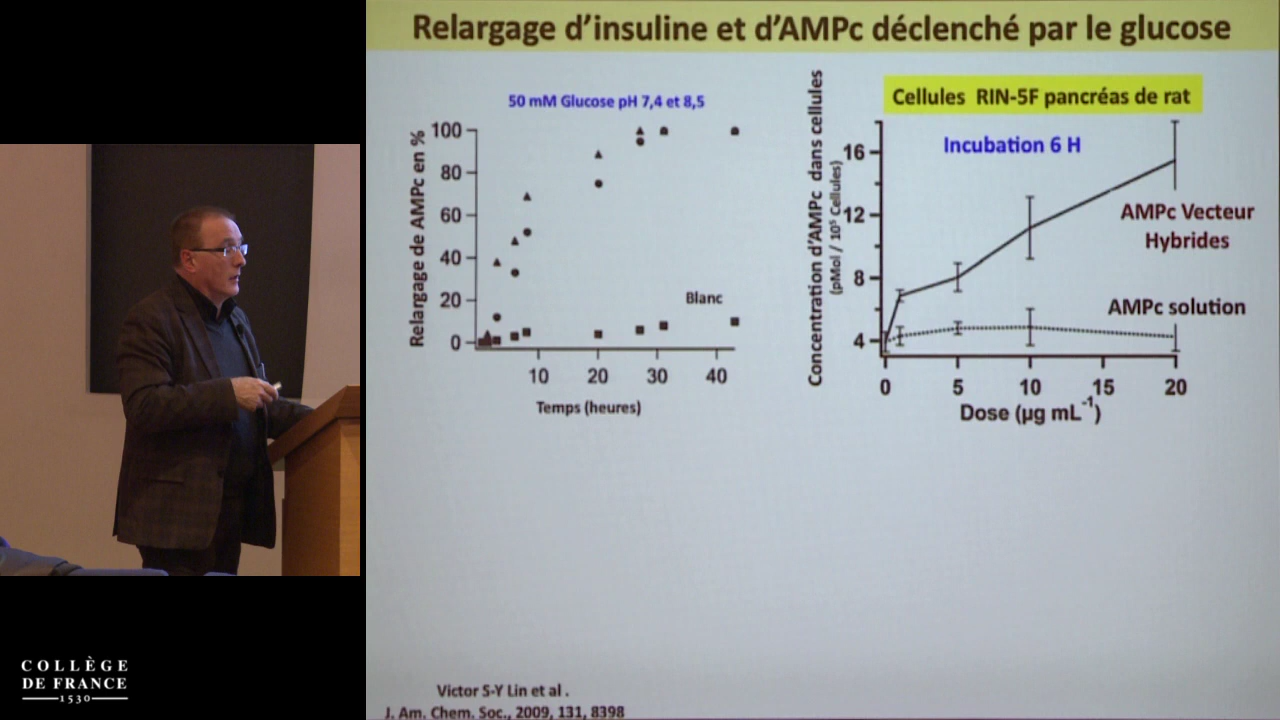 Relargage d'insuline et d'AMPc déclenché par le glucose
50 mM Glucose pH 7,4 et 8,5
Relargage de AMPc en %
100
80
60
40
20
0
Blanc
10 20 30 40
Temps (heures)
Cellules RIN-5F pancréas de rat
Incubation 6 H
Concentration d'AMPc dans cellules
(pMol / 10⁵ Cellules)
16
12
8
4
AMPc Vecteur
Hybrides
AMPc solution
0 5 10 15 20
Dose (µg mL⁻¹)
Victor S-Y Lin et al .
J. Am. Chem. Soc., 2009, 131, 8398
COLLÈGE
DE FRANCE
1530